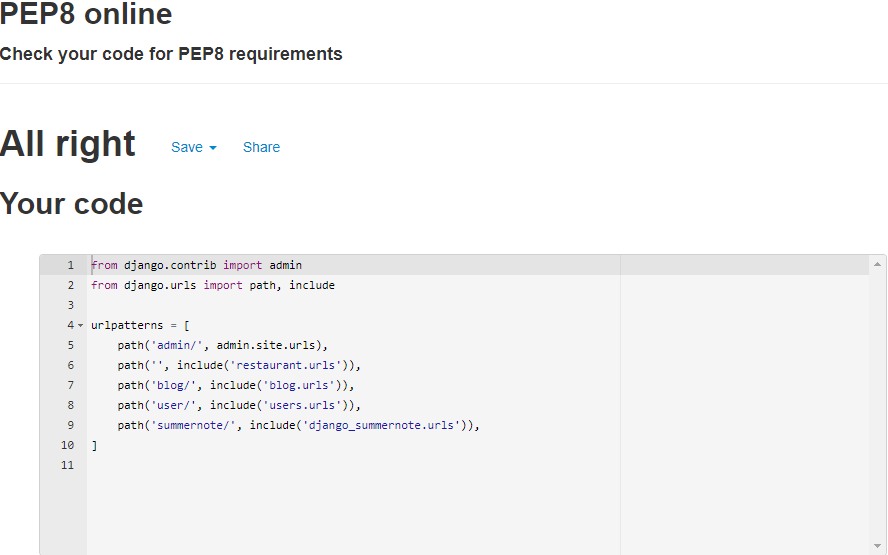 PEP8 online
Check your code for PEP8 requirements
All right Save Share
Your code
1 from django.contrib import admin
2 from django.urls import path, include
3
4 urlpatterns = [
5     path('admin/', admin.site.urls),
6     path('', include('restaurant.urls')),
7     path('blog/', include('blog.urls')),
8     path('user/', include('users.urls')),
9     path('summernote/', include('django_summernote.urls')),
10 ]
11